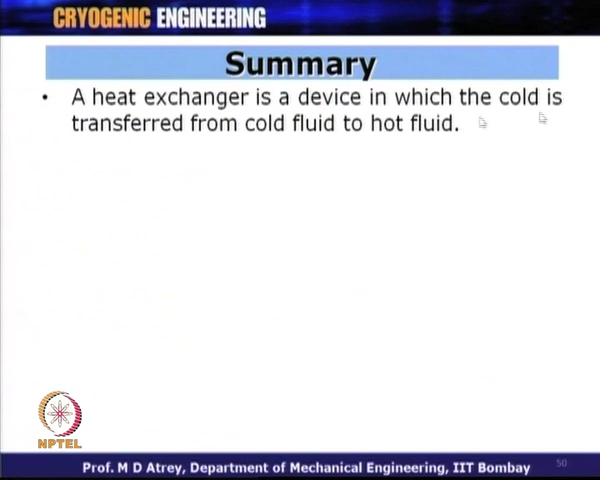 CRYOGENIC ENGINEERING
Summary
• A heat exchanger is a device in which the cold is
transferred from cold fluid to hot fluid.
NPTEL
Prof. M D Atrey, Department of Mechanical Engineering, IIT Bombay
50